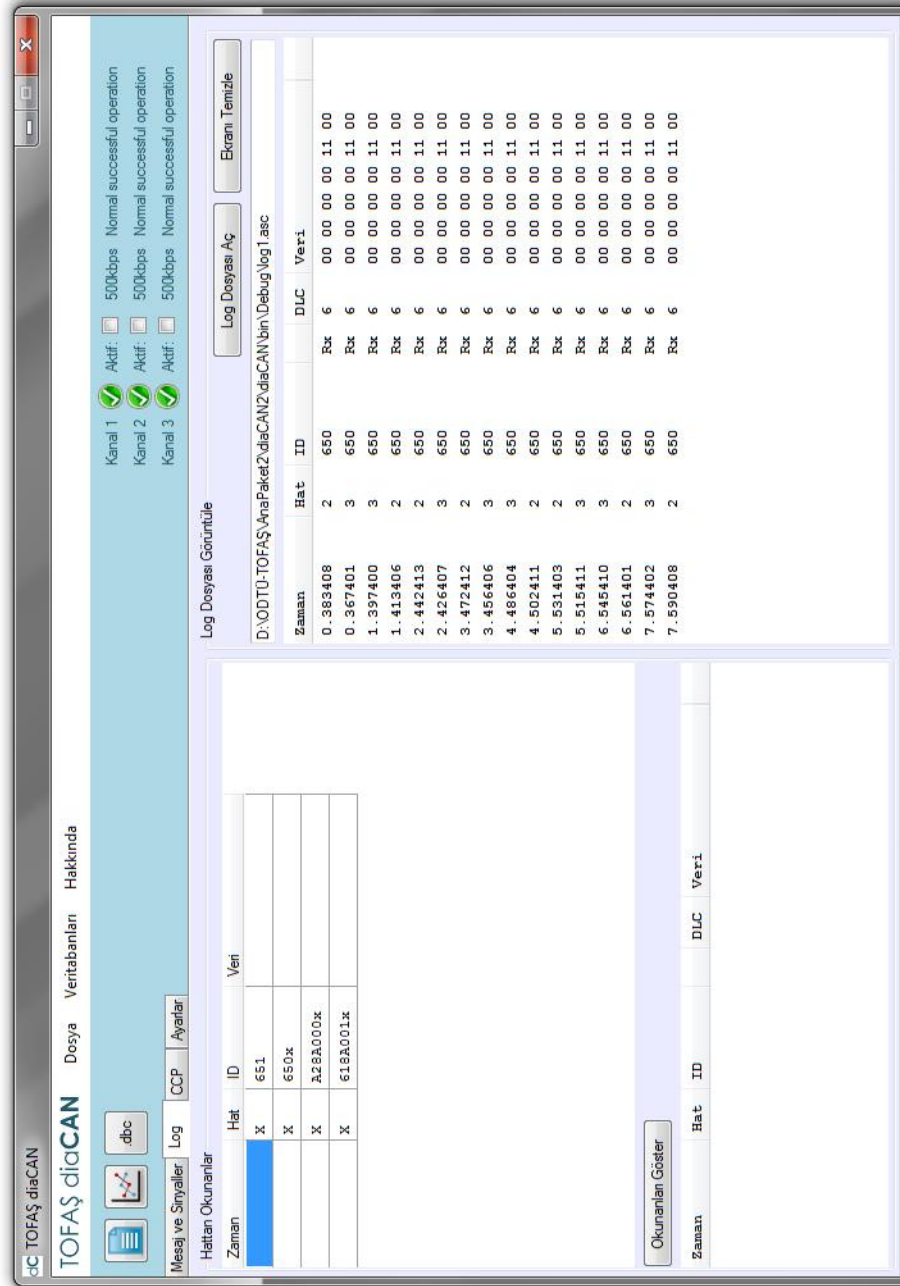 dC TOFAŞ diaCAN
TOFAŞ diaCAN Dosya Veritabanları Hakkında
.dbc
Kanal 1 Aktif: 500kbps Normal successful operation
Kanal 2 Aktif: 500kbps Normal successful operation
Kanal 3 Aktif: 500kbps Normal successful operation
Mesaj ve Sinyaller Log CCP Ayarlar
Hattan Okunanlar
Zaman Hat ID Veri
X 651
X 650x
X A28A000x
X 618A001x
Okunanları Göster
Zaman Hat ID DLC Veri
Log Dosyası Görüntüle
Log Dosyası Aç Ekranı Temizle
D:\ODTÜ-TOFAŞ\AnaPaket2\diaCAN2\diaCAN\bin\Debug\log1.asc
Zaman Hat ID DLC Veri
0.383408 2 650 Rx 6 00 00 00 00 11 00
0.367401 3 650 Rx 6 00 00 00 00 11 00
1.397400 3 650 Rx 6 00 00 00 00 11 00
1.413406 2 650 Rx 6 00 00 00 00 11 00
2.442413 2 650 Rx 6 00 00 00 00 11 00
2.426407 3 650 Rx 6 00 00 00 00 11 00
3.472412 2 650 Rx 6 00 00 00 00 11 00
3.456406 3 650 Rx 6 00 00 00 00 11 00
4.486404 3 650 Rx 6 00 00 00 00 11 00
4.502411 2 650 Rx 6 00 00 00 00 11 00
5.531403 2 650 Rx 6 00 00 00 00 11 00
5.515411 3 650 Rx 6 00 00 00 00 11 00
6.545410 3 650 Rx 6 00 00 00 00 11 00
6.561401 2 650 Rx 6 00 00 00 00 11 00
7.574402 3 650 Rx 6 00 00 00 00 11 00
7.590408 2 650 Rx 6 00 00 00 00 11 00